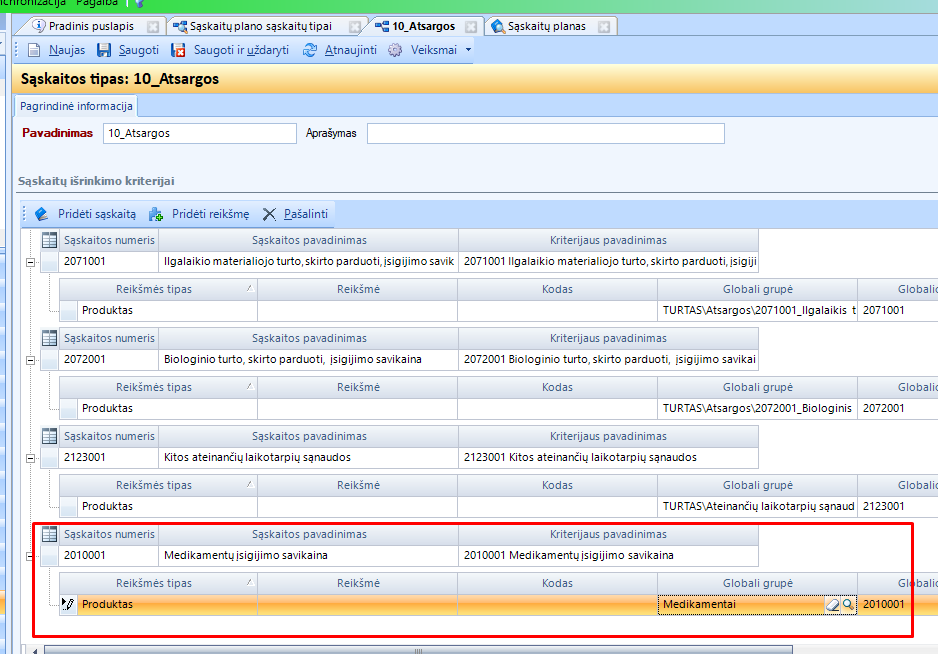 nchronizacija Pagalba
Pradinis puslapis Sąskaitų plano sąskaitų tipai 10_Atsargos Sąskaitų planas
Naujas Saugoti Saugoti ir uždaryti Atnaujinti Veiksmai
Sąskaitos tipas: 10_Atsargos
Pagrindinė informacija
Pavadinimas 10_Atsargos Aprašymas
Sąskaitų išrinkimo kriterijai
Pridėti sąskaitą Pridėti reikšmę Pašalinti
Sąskaitos numeris Sąskaitos pavadinimas Kriterijaus pavadinimas
2071001 Ilgalaikio materialiojo turto, skirto parduoti, įsigijimo savik 2071001 Ilgalaikio materialiojo turto, skirto parduoti, įsigiji
Reikšmės tipas Reikšmė Kodas Globali grupė Globalio
Produktas TURTAS\Atsargos\2071001_Ilgalaikis t 2071001
Sąskaitos numeris Sąskaitos pavadinimas Kriterijaus pavadinimas
2072001 Biologinio turto, skirto parduoti, įsigijimo savikaina 2072001 Biologinio turto, skirto parduoti, įsigijimo savikai
Reikšmės tipas Reikšmė Kodas Globali grupė Globalio
Produktas TURTAS\Atsargos\2072001_Biologinis 2072001
Sąskaitos numeris Sąskaitos pavadinimas Kriterijaus pavadinimas
2123001 Kitos ateinančių laikotarpių sąnaudos 2123001 Kitos ateinančių laikotarpių sąnaudos
Reikšmės tipas Reikšmė Kodas Globali grupė Globalio
Produktas TURTAS\Ateinančių laikotarpių sąnaud 2123001
Sąskaitos numeris Sąskaitos pavadinimas Kriterijaus pavadinimas
2010001 Medikamentų įsigijimo savikaina 2010001 Medikamentų įsigijimo savikaina
Reikšmės tipas Reikšmė Kodas Globali grupė Globalio
Produktas Medikamentai 2010001